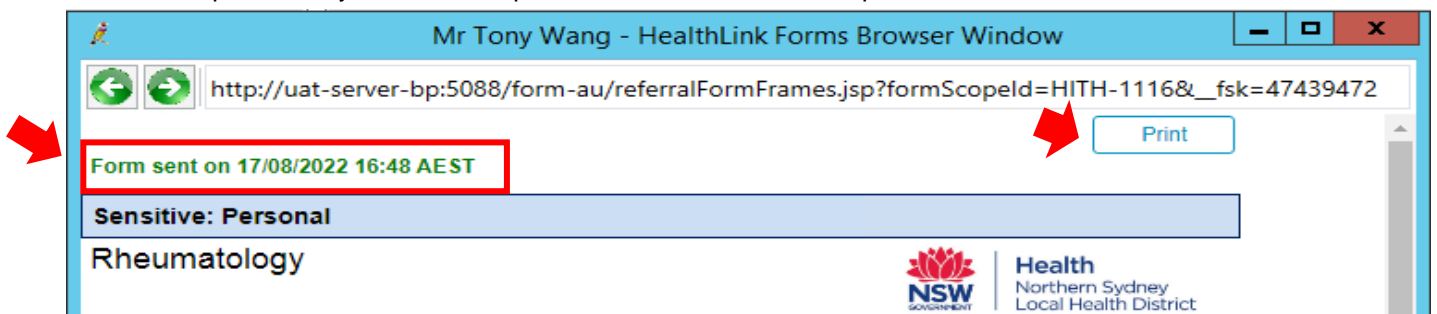 Mr Tony Wang - HealthLink Forms Browser Window
http://uat-server-bp:5088/form-au/referralFormFrames.jsp?formScopeId=HITH-1116&__fsk=47439472
Print
Form sent on 17/08/2022 16:48 AEST
Sensitive: Personal
Rheumatology
NSW
GOVERNMENT
Health
Northern Sydney
Local Health District